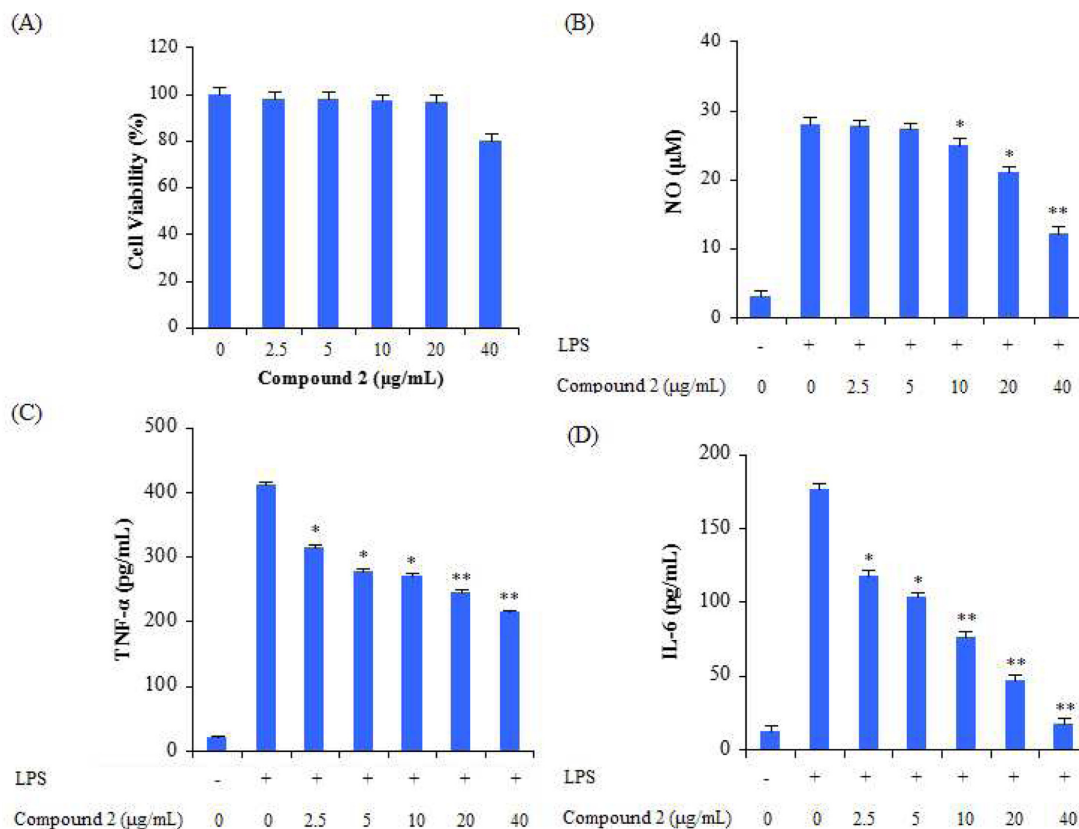 (A)
120
100
80
60
40
20
0
Cell Viability (%)
0 2.5 5 10 20 40
Compound 2 (µg/mL)
(B)
40
30
20
10
0
NO (µM)
* * **
LPS - + + + + + +
Compound 2 (µg/mL) 0 0 2.5 5 10 20 40
(C)
500
400
300
200
100
0
TNF-α (pg/mL)
* * * ** **
LPS - + + + + + +
Compound 2 (µg/mL) 0 0 2.5 5 10 20 40
(D)
200
150
100
50
0
IL-6 (pg/mL)
* * ** ** **
LPS - + + + + + +
Compound 2 (µg/mL) 0 0 2.5 5 10 20 40